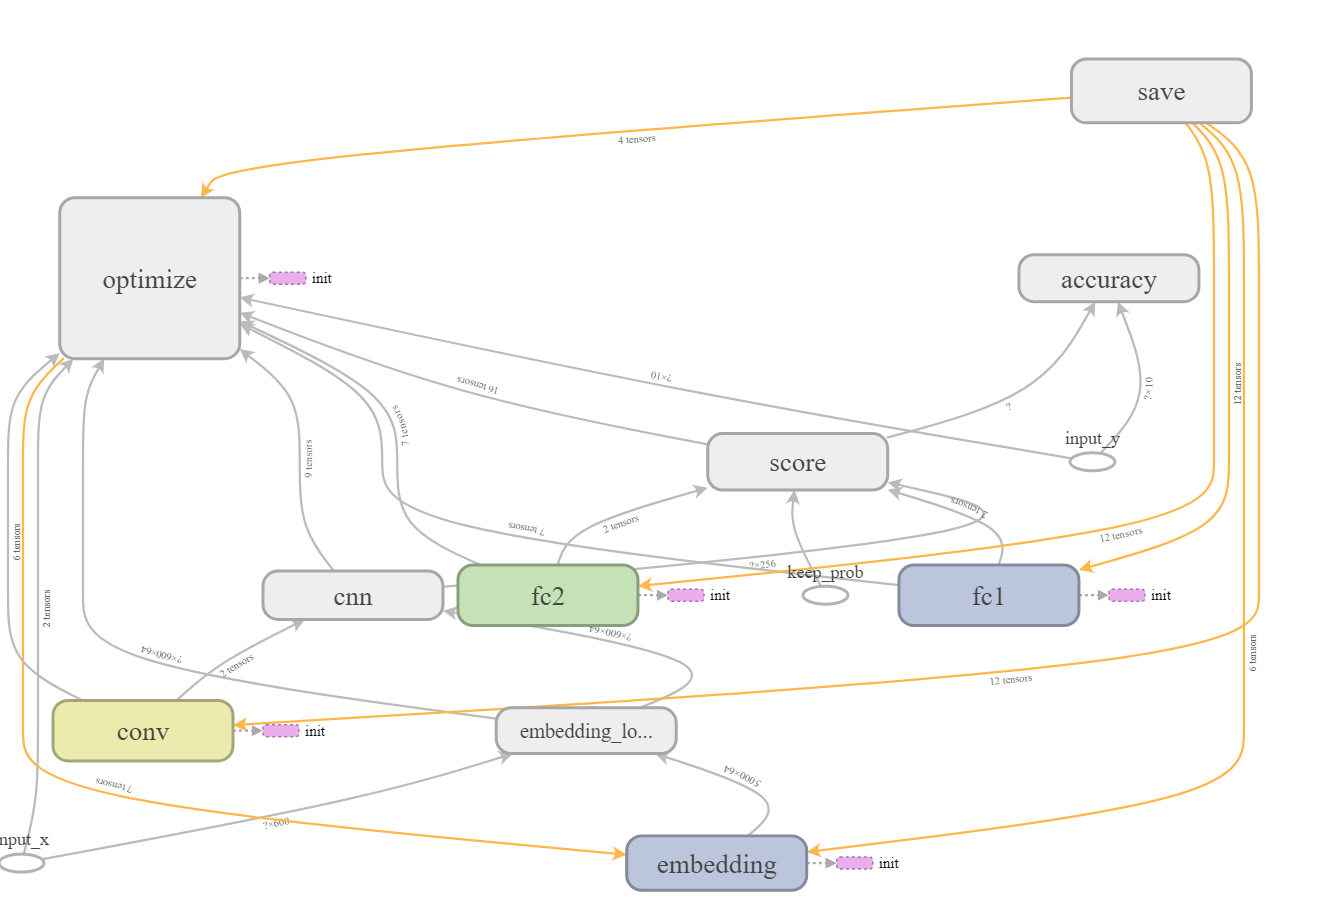 save
4 tensors
optimize
init
accuracy
?×10
16 tensors
12 tensors
?×10
?
7 tensors
input_y
9 tensors
score
2 tensors
7 tensors
2 tensors
12 tensors
6 tensors
?×256
keep_prob
cnn
fc2
init
fc1
init
2 tensors
?×600×64
?×600×64
2 tensors
6 tensors
12 tensors
conv
init
embedding_lo...
7 tensors
5000×64
?×600
nput_x
embedding
init